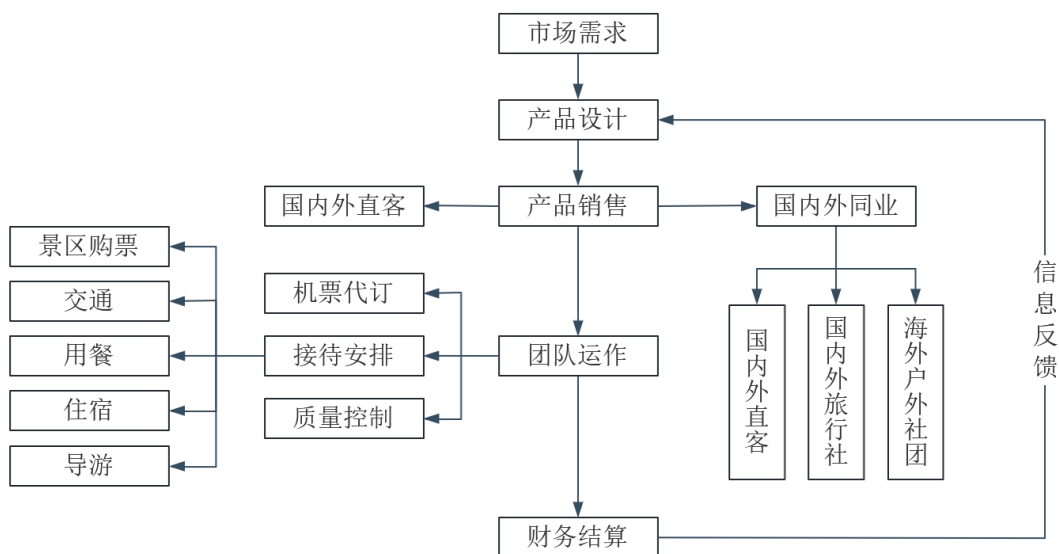 市场需求
产品设计
国内外直客
产品销售
国内外同业
景区购票
交通
用餐
住宿
导游
机票代订
接待安排
质量控制
团队运作
国内外直客
国内外旅行社
海外户外社团
信息反馈
财务结算